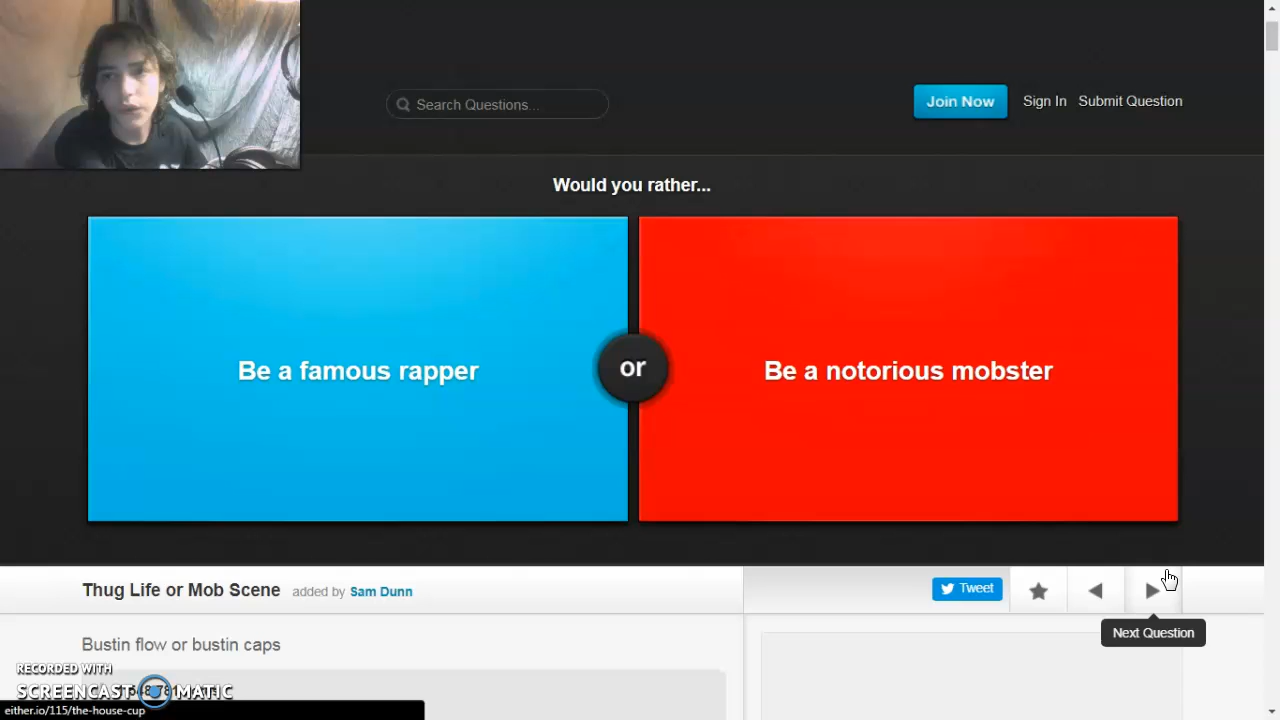 Search Questions...
Join Now
Sign In
Submit Question
Would you rather...
Be a famous rapper
or
Be a notorious mobster
Thug Life or Mob Scene
added by Sam Dunn
Tweet
Next Question
Bustin flow or bustin caps
RECORDED WITH
SCREENCAST MATIC
either.io/115/the-house-cup